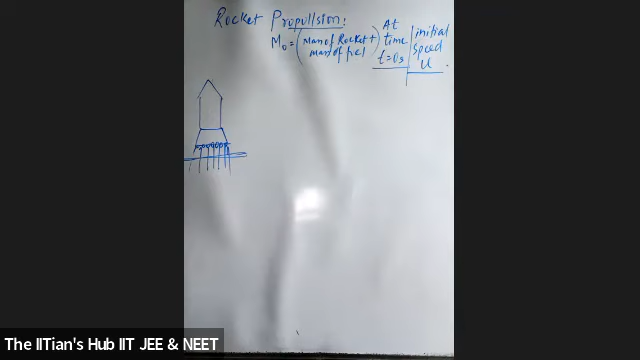 Rocket Propullsion:
M₀ = (Mass of Rocket + mass of fuel) At time t=0s | initial speed u.
The IITian's Hub IIT JEE & NEET